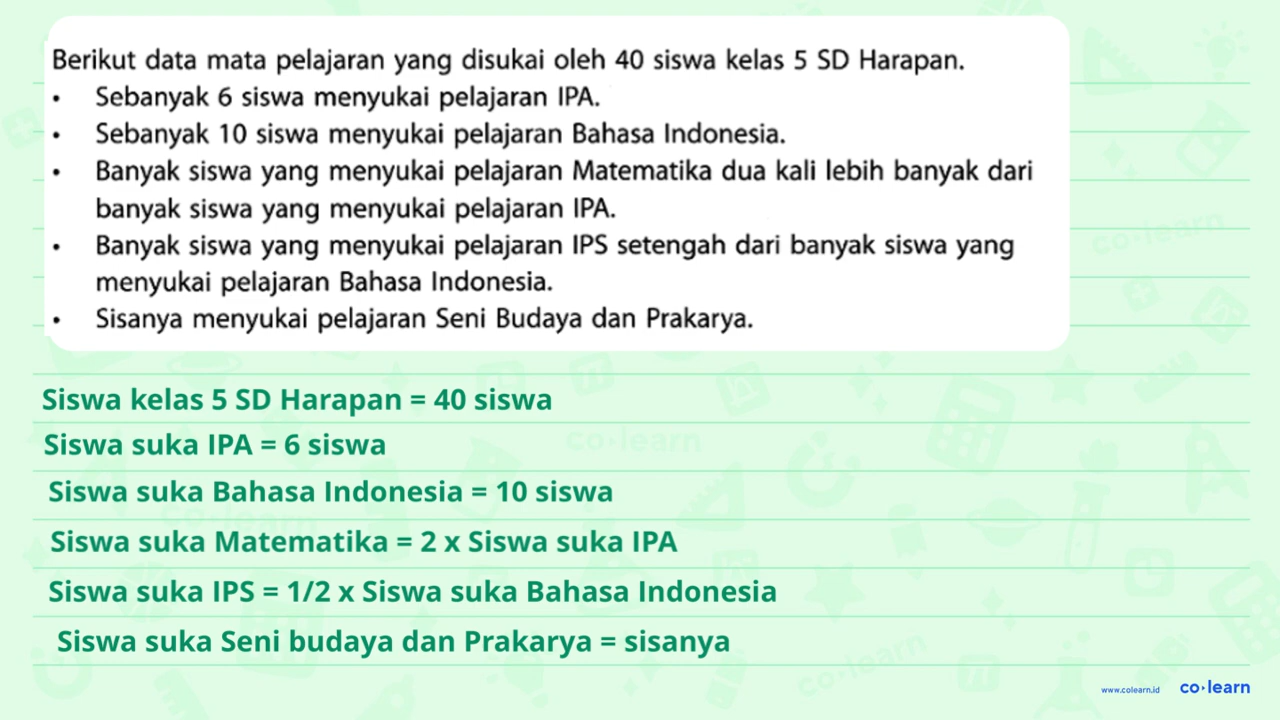 Berikut data mata pelajaran yang disukai oleh 40 siswa kelas 5 SD Harapan.
• Sebanyak 6 siswa menyukai pelajaran IPA.
• Sebanyak 10 siswa menyukai pelajaran Bahasa Indonesia.
• Banyak siswa yang menyukai pelajaran Matematika dua kali lebih banyak dari
banyak siswa yang menyukai pelajaran IPA.
• Banyak siswa yang menyukai pelajaran IPS setengah dari banyak siswa yang
menyukai pelajaran Bahasa Indonesia.
• Sisanya menyukai pelajaran Seni Budaya dan Prakarya.
Siswa kelas 5 SD Harapan = 40 siswa
Siswa suka IPA = 6 siswa
Siswa suka Bahasa Indonesia = 10 siswa
Siswa suka Matematika = 2 x Siswa suka IPA
Siswa suka IPS = 1/2 x Siswa suka Bahasa Indonesia
Siswa suka Seni budaya dan Prakarya = sisanya
www.colearn.id co·learn